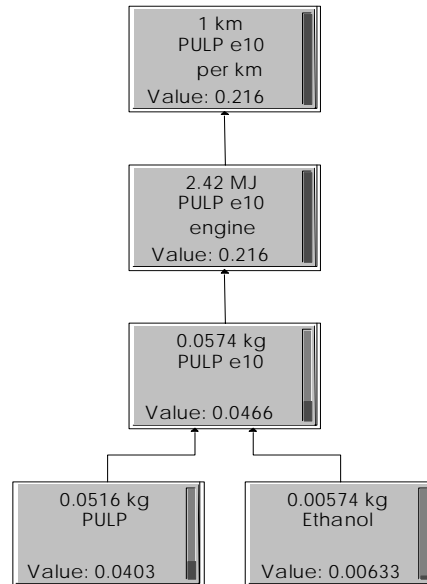 1 km
PULP e10
per km
Value: 0.216
2.42 MJ
PULP e10
engine
Value: 0.216
0.0574 kg
PULP e10
Value: 0.0466
0.0516 kg
PULP
Value: 0.0403
0.00574 kg
Ethanol
Value: 0.00633